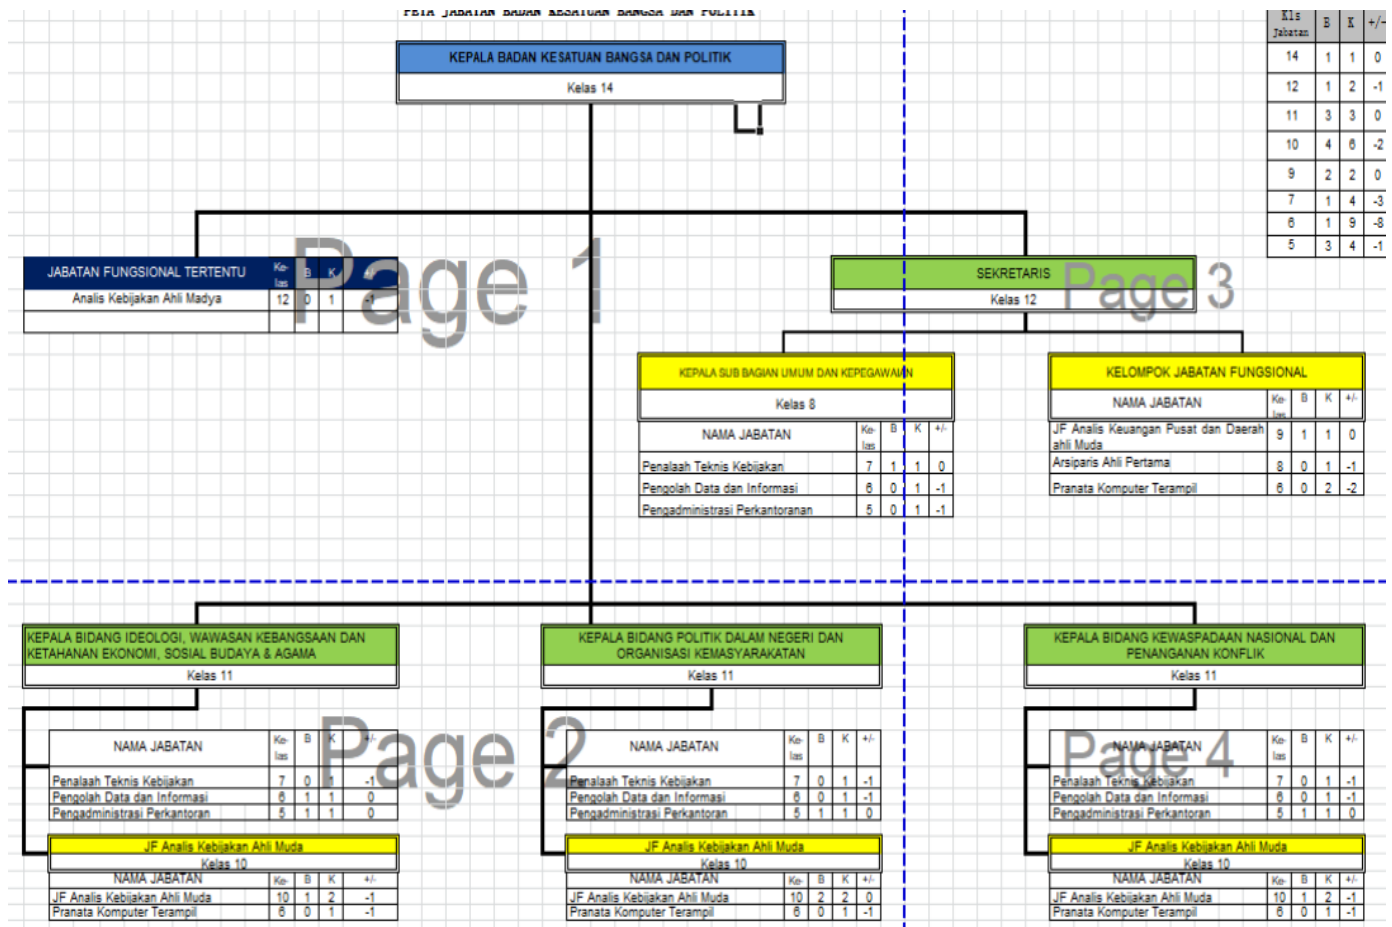 PETA JABATAN BADAN KESATUAN BANGSA DAN POLITIK
Kls Jabatan B K +/-
14 1 1 0
12 1 2 -1
11 3 3 0
10 4 6 -2
9 2 2 0
7 1 4 -3
6 1 9 -8
5 3 4 -1
KEPALA BADAN KESATUAN BANGSA DAN POLITIK
Kelas 14
Page 1
JABATAN FUNGSIONAL TERTENTU Ke-las B K +/-
Analis Kebijakan Ahli Madya 12 0 1 -1
Page 3
SEKRETARIS
Kelas 12
KEPALA SUB BAGIAN UMUM DAN KEPEGAWAIAN
Kelas 8
NAMA JABATAN Ke-las B K +/-
Penalaah Teknis Kebijakan 7 1 1 0
Pengolah Data dan Informasi 6 0 1 -1
Pengadministrasi Perkantoranan 5 0 1 -1
KELOMPOK JABATAN FUNGSIONAL
NAMA JABATAN Ke-las B K +/-
JF Analis Keuangan Pusat dan Daerah
ahli Muda 9 1 1 0
Arsiparis Ahli Pertama 8 0 1 -1
Pranata Komputer Terampil 6 0 2 -2
KEPALA BIDANG IDEOLOGI, WAWASAN KEBANGSAAN DAN
KETAHANAN EKONOMI, SOSIAL BUDAYA & AGAMA
Kelas 11
Page 2
NAMA JABATAN Ke-las B K +/-
Penalaah Teknis Kebijakan 7 0 1 -1
Pengolah Data dan Informasi 6 1 1 0
Pengadministrasi Perkantoran 5 1 1 0
JF Analis Kebijakan Ahli Muda
Kelas 10
NAMA JABATAN Ke- B K +/-
JF Analis Kebijakan Ahli Muda 10 1 2 -1
Pranata Komputer Terampil 6 0 1 -1
KEPALA BIDANG POLITIK DALAM NEGERI DAN
ORGANISASI KEMASYARAKATAN
Kelas 11
NAMA JABATAN Ke-las B K +/-
Penalaah Teknis Kebijakan 7 0 1 -1
Pengolah Data dan Informasi 6 0 1 -1
Pengadministrasi Perkantoran 5 1 1 0
JF Analis Kebijakan Ahli Muda
Kelas 10
NAMA JABATAN Ke- B K +/-
JF Analis Kebijakan Ahli Muda 10 2 2 0
Pranata Komputer Terampil 6 0 1 -1
KEPALA BIDANG KEWASPADAAN NASIONAL DAN
PENANGANAN KONFLIK
Kelas 11
Page 4
NAMA JABATAN Ke-las B K +/-
Penalaah Teknis Kebijakan 7 0 1 -1
Pengolah Data dan Informasi 6 0 1 -1
Pengadministrasi Perkantoran 5 1 1 0
JF Analis Kebijakan Ahli Muda
Kelas 10
NAMA JABATAN Ke- B K +/-
JF Analis Kebijakan Ahli Muda 10 1 2 -1
Pranata Komputer Terampil 6 0 1 -1